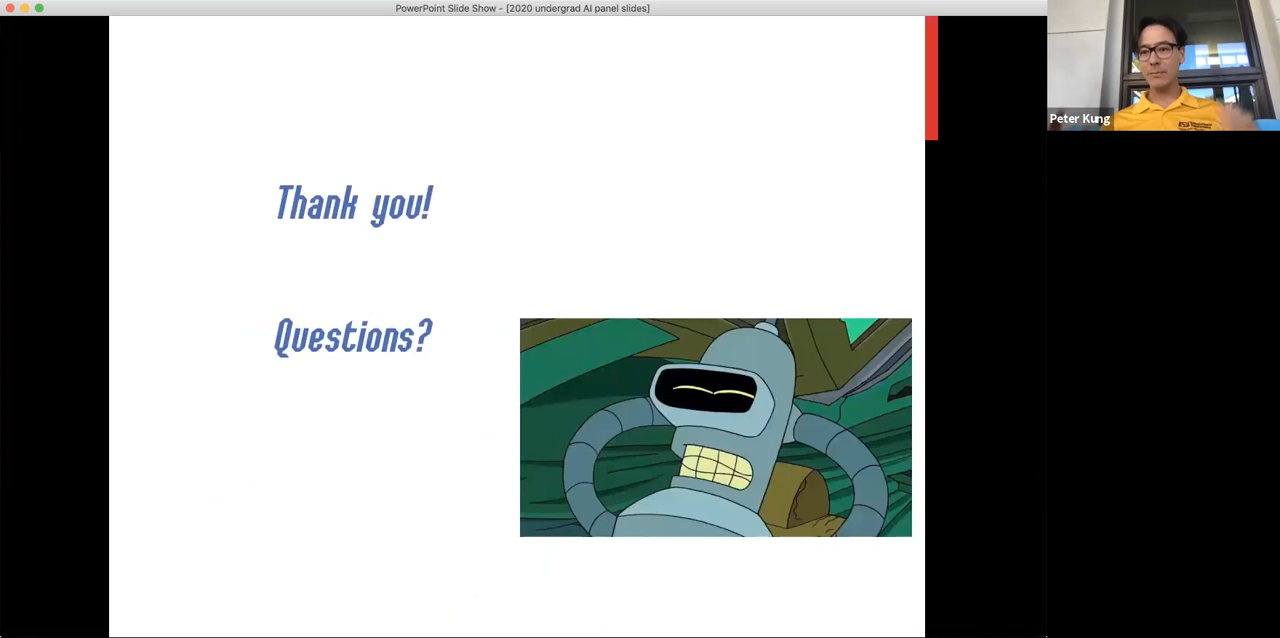 PowerPoint Slide Show - [2020 undergrad AI panel slides]
Thank you!
Questions?
Peter Kung